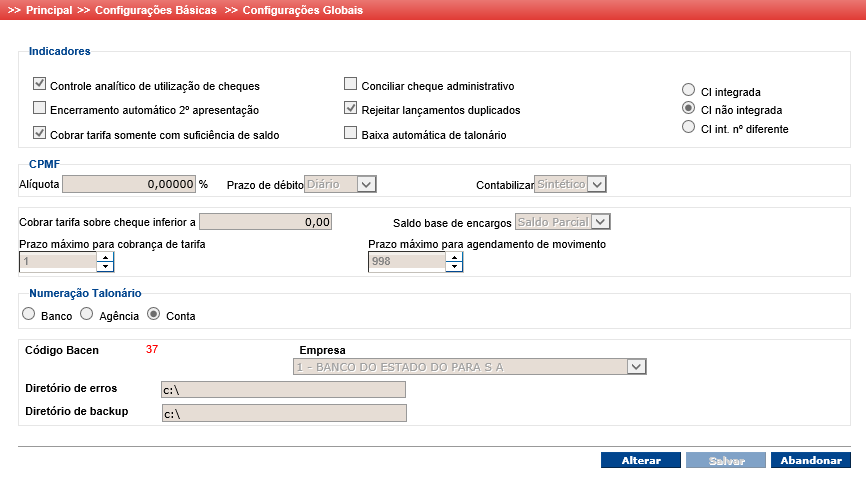 >> Principal >> Configurações Básicas >> Configurações Globais
Indicadores
Controle analítico de utilização de cheques
Conciliar cheque administrativo
CI integrada
Encerramento automático 2º apresentação
Rejeitar lançamentos duplicados
CI não integrada
Cobrar tarifa somente com suficiência de saldo
Baixa automática de talonário
CI int. nº diferente
CPMF
Alíquota 0,00000 % Prazo de débito Diário Contabilizar Sintético
Cobrar tarifa sobre cheque inferior a 0,00 Saldo base de encargos Saldo Parcial
Prazo máximo para cobrança de tarifa Prazo máximo para agendamento de movimento
1 998
Numeração Talonário
Banco Agência Conta
Código Bacen 37 Empresa
1 - BANCO DO ESTADO DO PARA S A
Diretório de erros c:\
Diretório de backup c:\
Alterar Salvar Abandonar